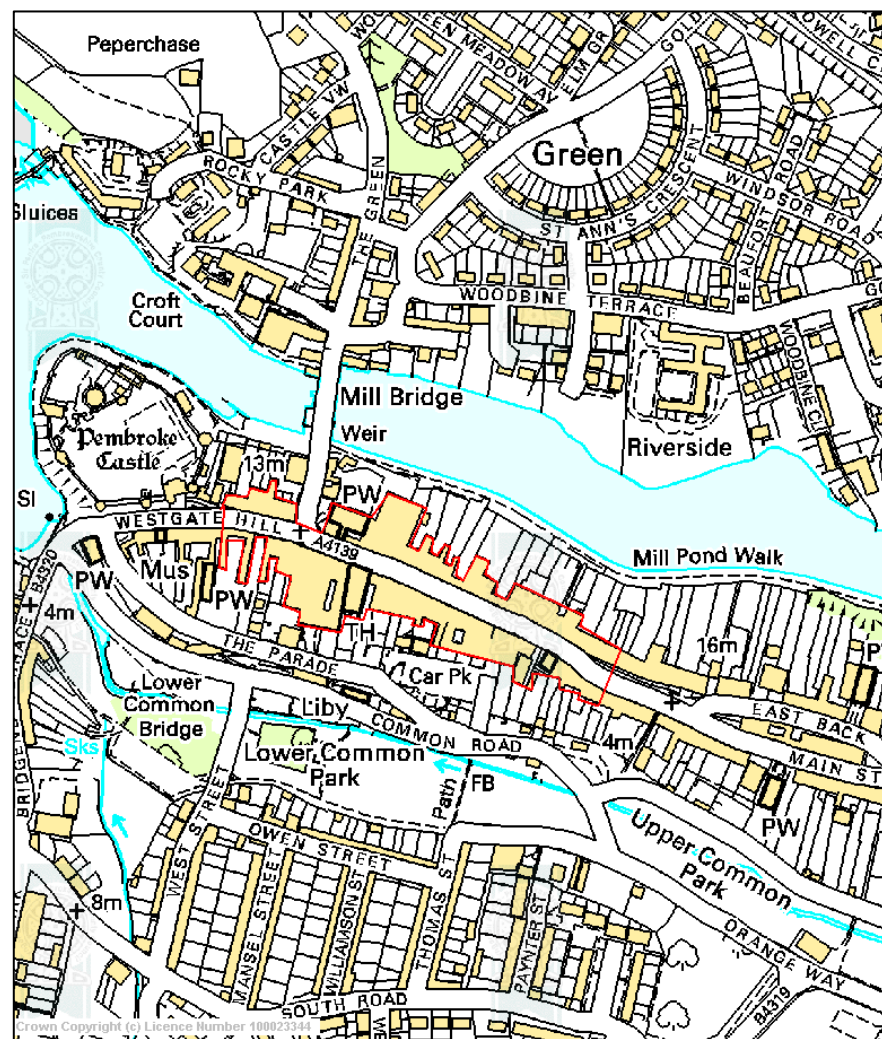 Peperchase
CASTLE VW
ROCKY PARK
THE GREEN
GREEN MEADOW AV
ELM GR
Green
ST ANN'S CRESCENT
WINDSOR ROAD
BEAUFORT ROAD
Sluices
Croft
Court
WOODBINE TERRACE
WOODBINE CL
Mill Bridge
Weir
Riverside
Pembroke
Castle
13m
PW
Sl
WESTGATE HILL
A4139
Mill Pond Walk
Mus
PW
PW
B4320
4m
TH
16m
THE PARADE
Car Pk
Lower
Common
Bridge
Liby
COMMON ROAD
EAST BACK
MAIN ST
4m
Sks
Lower Common
Park
Path
FB
PW
Upper Common
Park
WEST STREET
OWEN STREET
8m
MANSEL STREET
WILLIAMSON ST
THOMAS ST
PAYNTER ST
ORANGE WAY
SOUTH ROAD
B4319
Crown Copyright (c) Licence Number 100023344